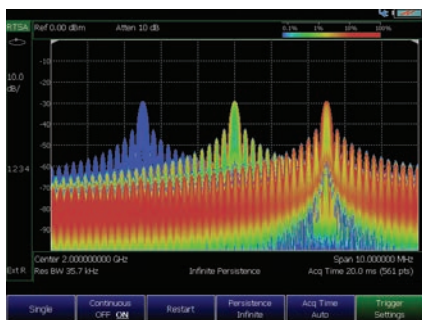 RTSA Ref 0.00 dBm Atten 10 dB 0.1% 1% 10% 100%
10.0
dB/
-10
-20
-30
-40
-50
-60
-70
-80
-90
1234
Center 2.000000000 GHz Span 10.000000 MHz
Ext R Res BW 35.7 kHz Infinite Persistence Acq Time 20.0 ms (561 pts)
Single
Continuous
OFF ON
Restart
Persistence
Infinite
Acq Time
Auto
Trigger
Settings